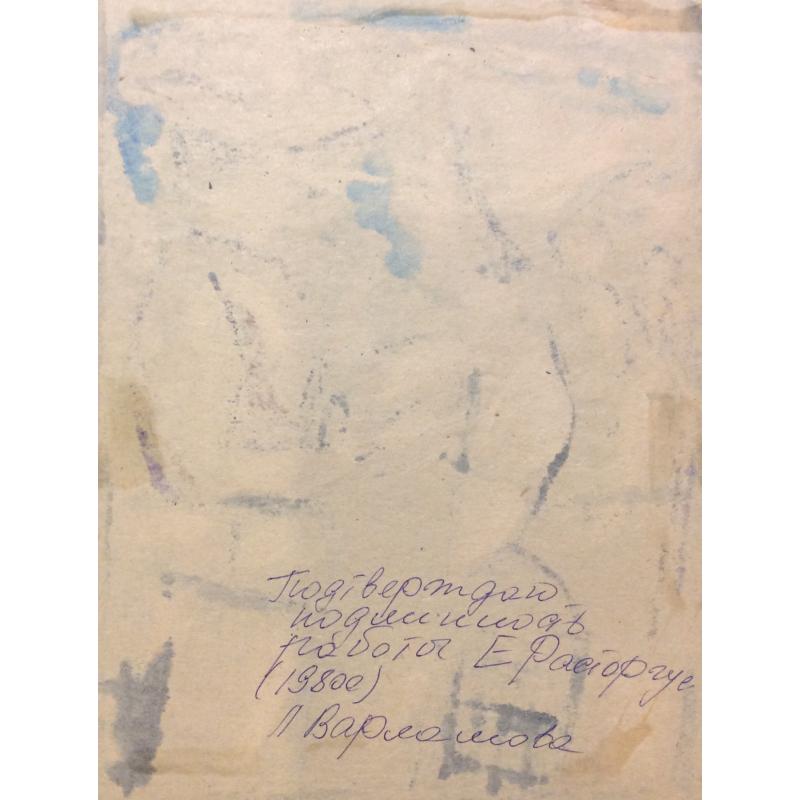 Подтверждаю
подлинность
работы Е Расторгуе
(1980е)
Л Варламова